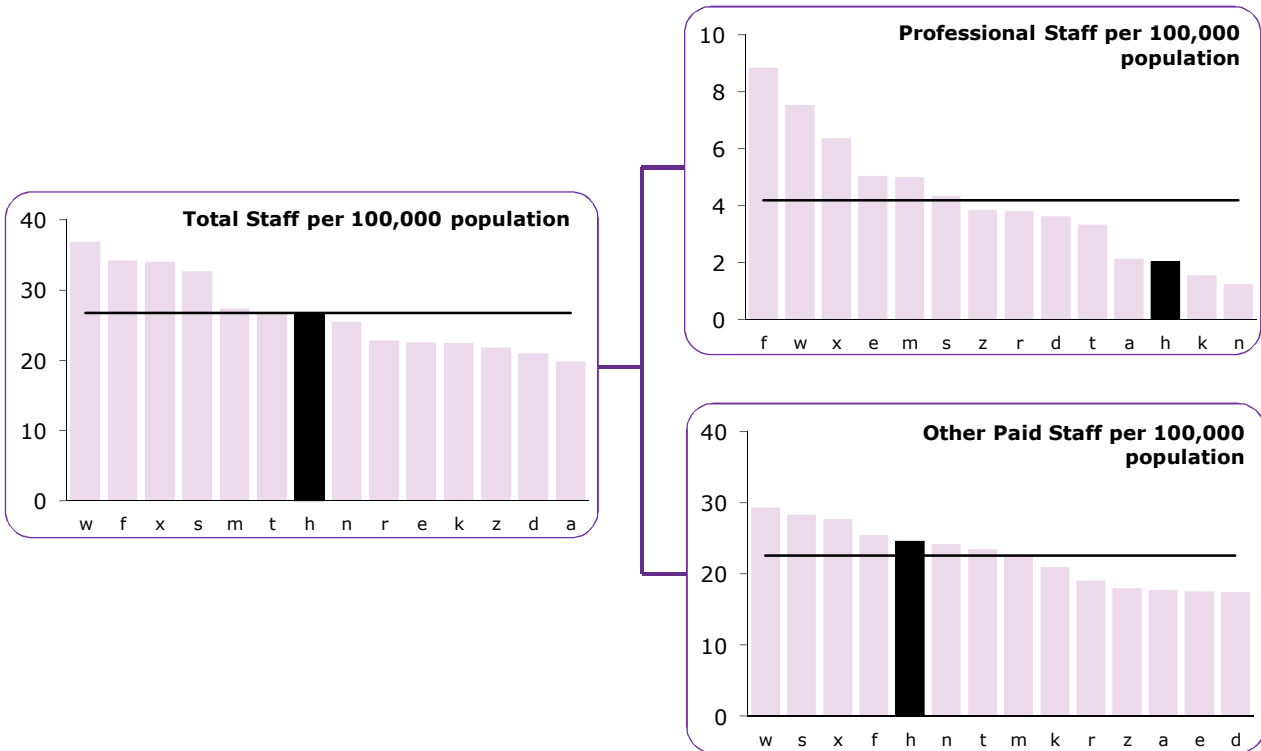 Total Staff per 100,000 population
40
30
20
10
0
w f x s m t h n r e k z d a
Professional Staff per 100,000
population
10
8
6
4
2
0
f w x e m s z r d t a h k n
Other Paid Staff per 100,000
population
40
30
20
10
0
w s x f h n t m k r z a e d